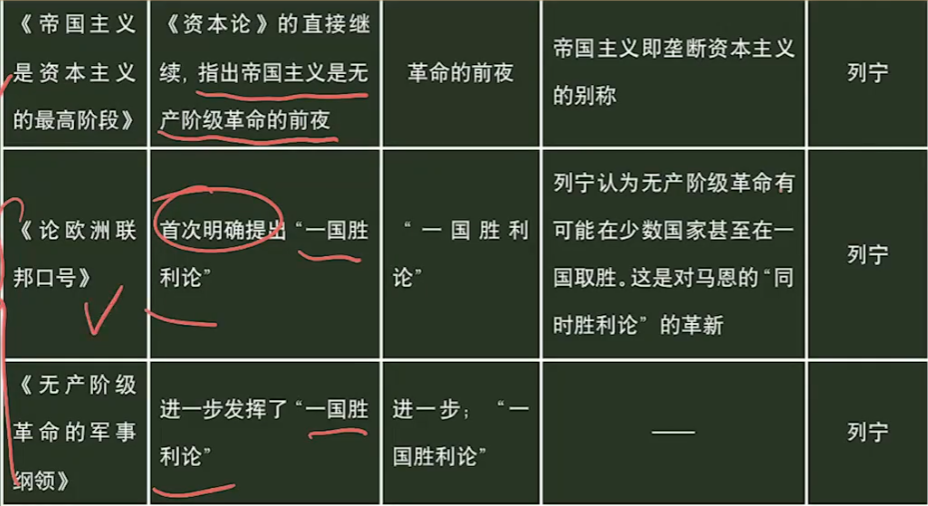 《帝国主义
是资本主义
的最高阶段》
《资本论》的直接继
续，指出帝国主义是无
产阶级革命的前夜
革命的前夜
帝国主义即垄断资本主义
的别称
列宁
《论欧洲联
邦口号》
首次明确提出“一国胜
利论”
“一国胜利
论”
列宁认为无产阶级革命有
可能在少数国家甚至在一
国取胜。这是对马恩的“同
时胜利论”的革新
列宁
《无产阶级
革命的军事
纲领》
进一步发挥了“一国胜
利论”
进一步；“一
国胜利论”
——
列宁